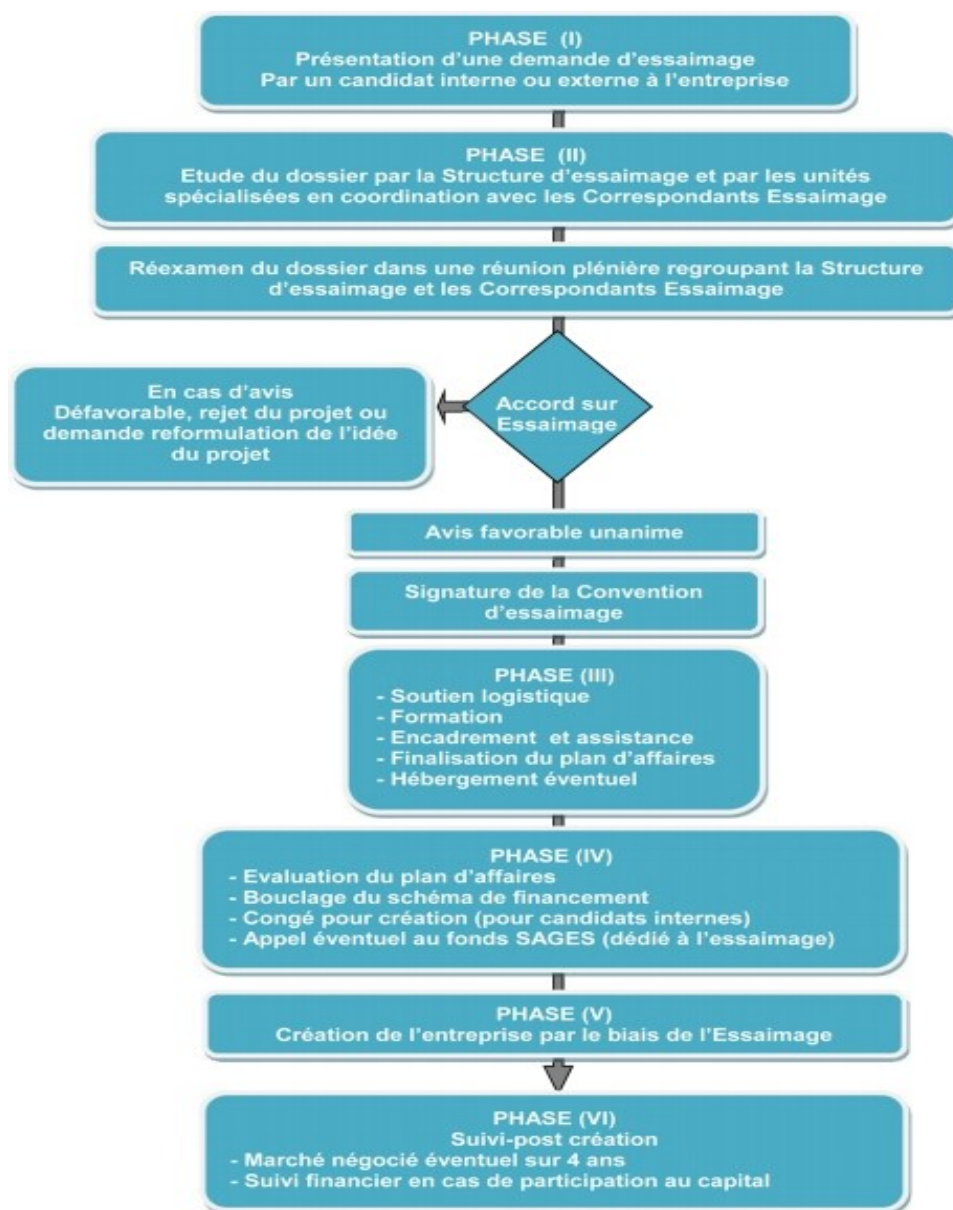 PHASE (I)
Présentation d'une demande d'essaimage
Par un candidat interne ou externe à l'entreprise
PHASE (II)
Etude du dossier par la Structure d'essaimage et par les unités
spécialisées en coordination avec les Correspondants Essaimage
Réexamen du dossier dans une réunion plénière regroupant la Structure
d'essaimage et les Correspondants Essaimage
Accord sur
Essaimage
En cas d'avis
Défavorable, rejet du projet ou
demande reformulation de l'idée
du projet
Avis favorable unanime
Signature de la Convention
d'essaimage
PHASE (III)
- Soutien logistique
- Formation
- Encadrement et assistance
- Finalisation du plan d'affaires
- Hébergement éventuel
PHASE (IV)
- Evaluation du plan d'affaires
- Bouclage du schéma de financement
- Congé pour création (pour candidats internes)
- Appel éventuel au fonds SAGES (dédié à l'essaimage)
PHASE (V)
Création de l'entreprise par le biais de l'Essaimage
PHASE (VI)
Suivi-post création
- Marché négocié éventuel sur 4 ans
- Suivi financier en cas de participation au capital